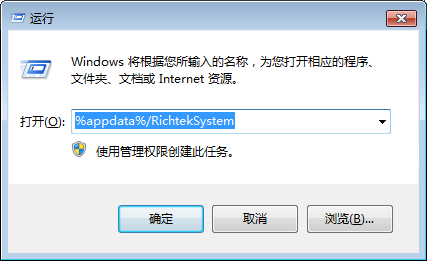 运行
Windows 将根据您所输入的名称，为您打开相应的程序、
文件夹、文档或 Internet 资源。
打开(O): %appdata%/RichtekSystem
使用管理权限创建此任务。
确定 取消 浏览(B)...